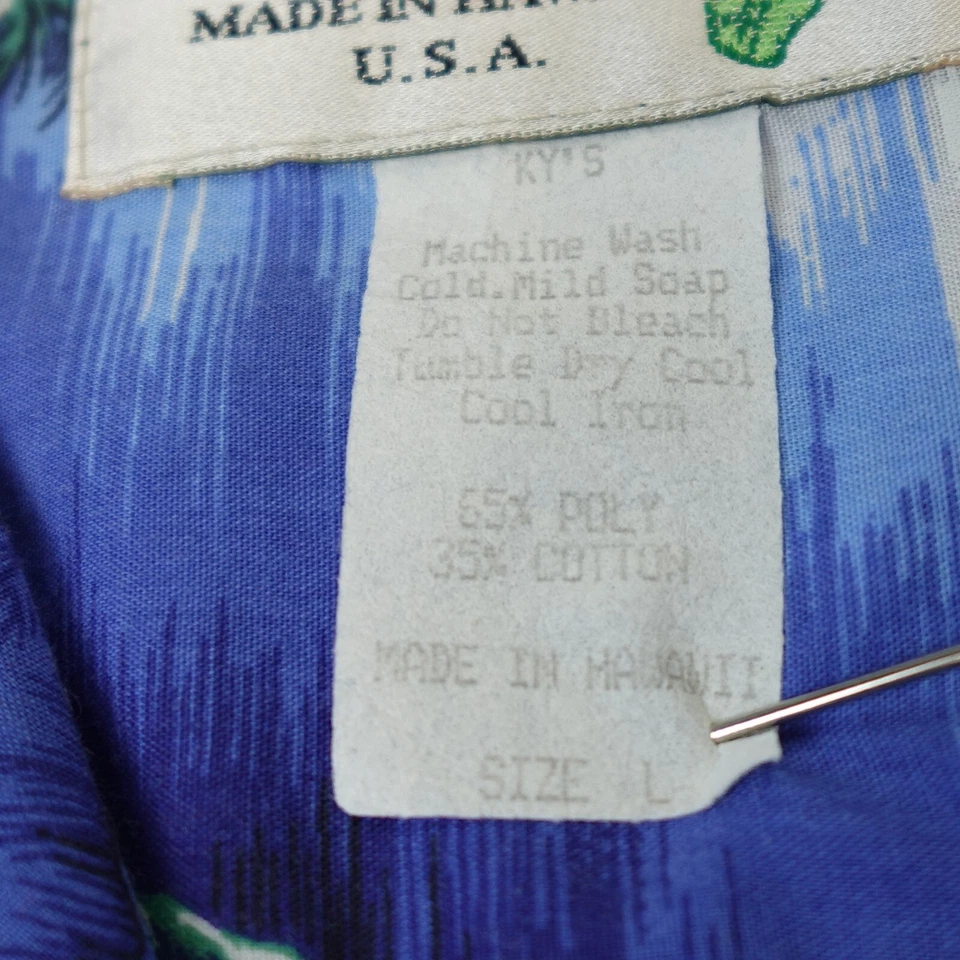 MADE IN
U.S.A.
KY'S
Machine Wash
Cold.Mild Soap
Do Not Bleach
Tumble Dry Cool
Cool Iron
65% POLY
35% COTTON
MADE IN HAWAWII
SIZE L